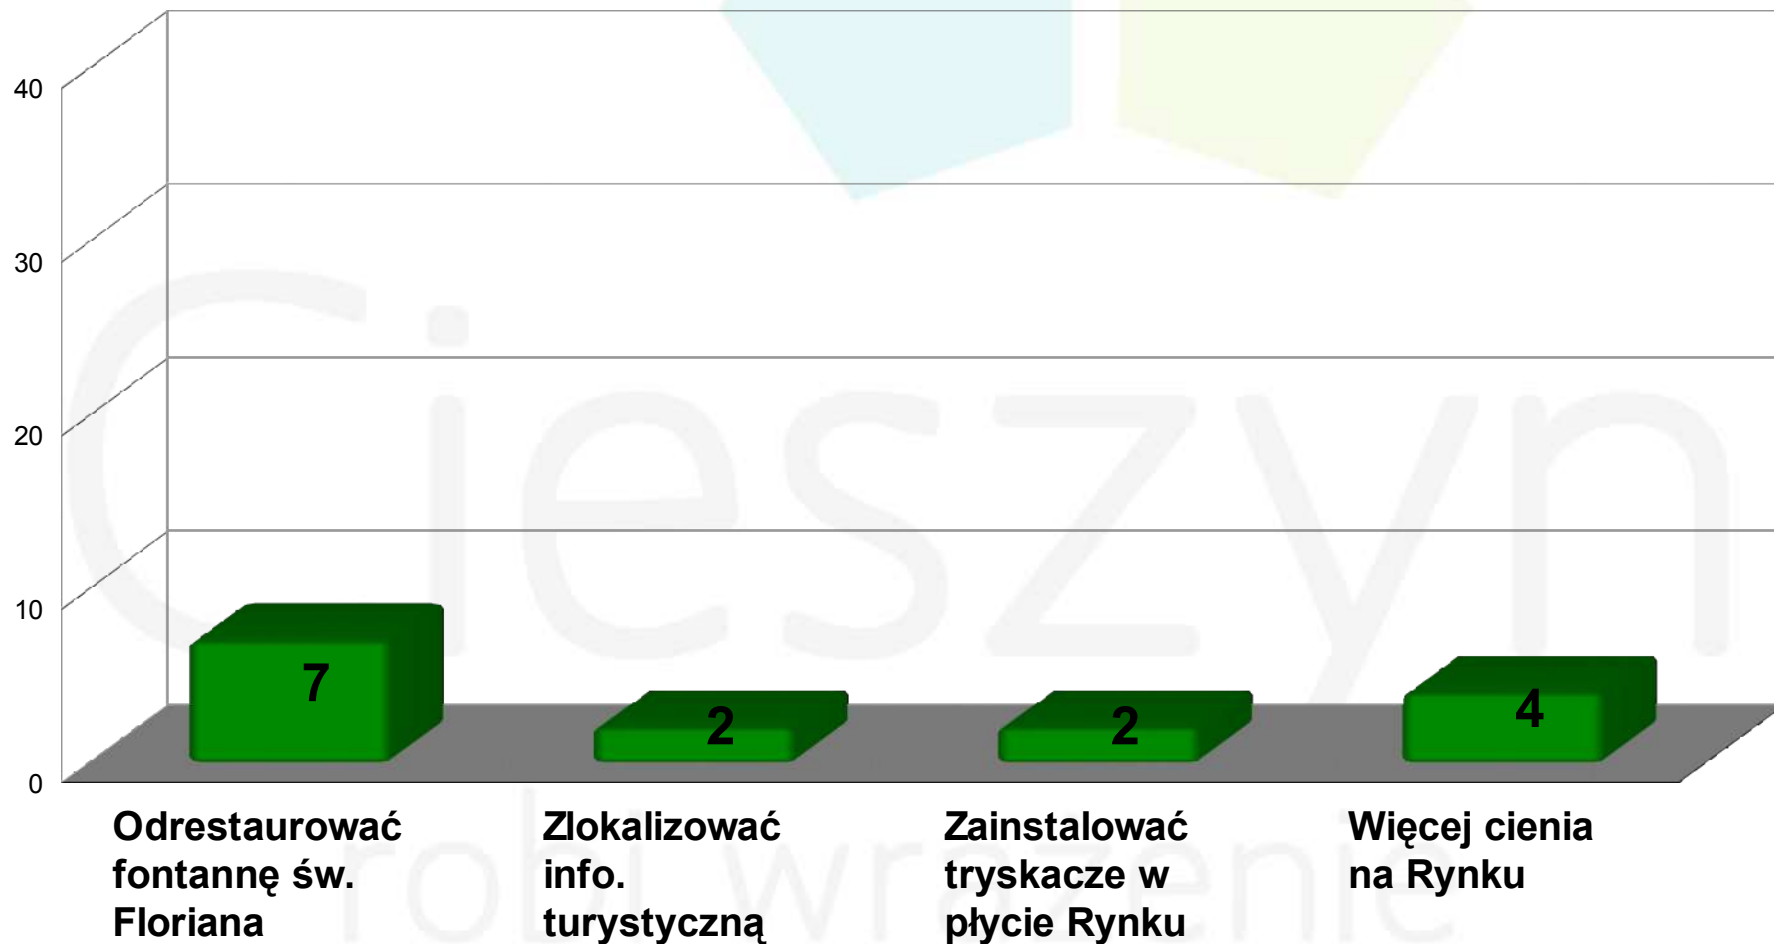 40
30
20
10
0
7
2
2
4
Odrestaurować
fontannę św.
Floriana
Zlokalizować
info.
turystyczną
Zainstalować
tryskacze w
płycie Rynku
Więcej cienia
na Rynku
Cieszyn
robi wrażenie